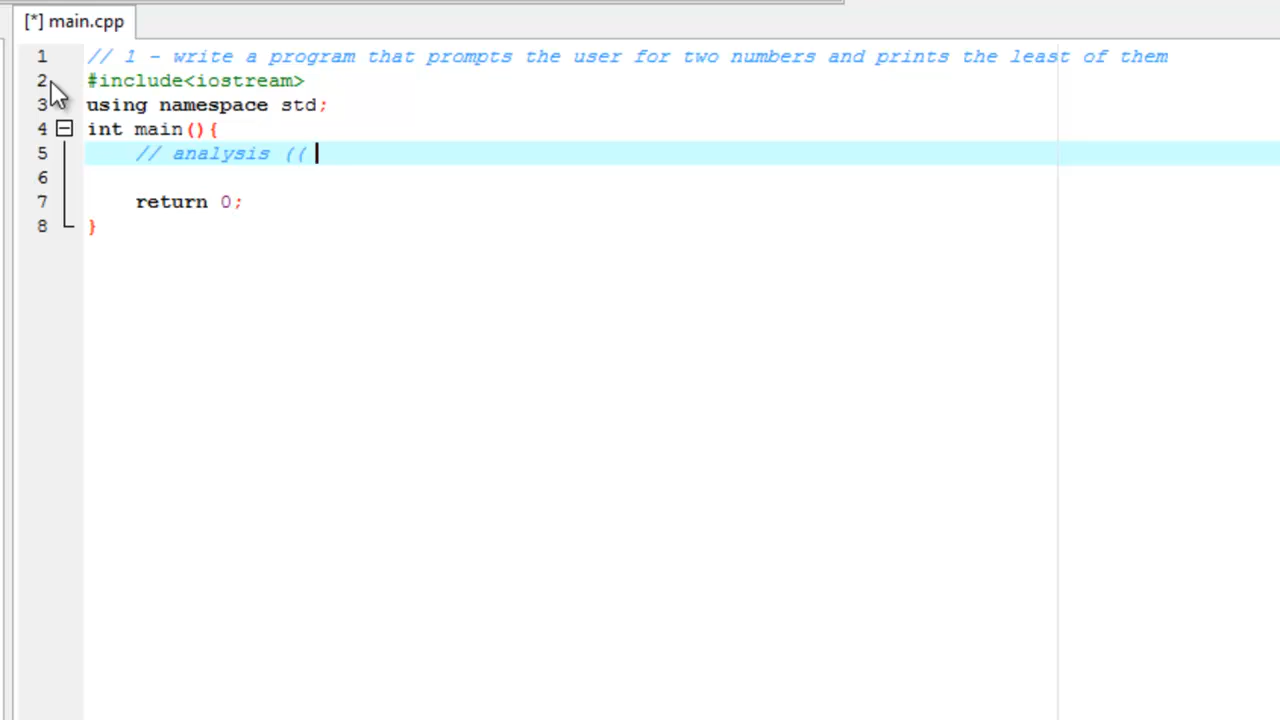 [*] main.cpp
1 // 1 - write a program that prompts the user for two numbers and prints the least of them
2 #include<iostream>
3 using namespace std;
4 int main(){
5 // analysis ((
6
7 return 0;
8 }